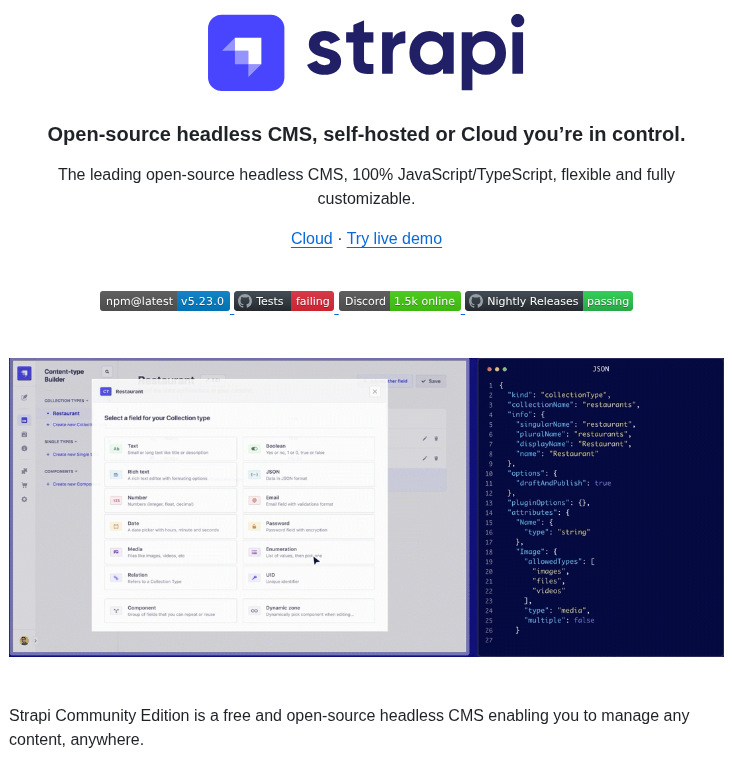 strapi
Open-source headless CMS, self-hosted or Cloud you’re in control.
The leading open-source headless CMS, 100% JavaScript/TypeScript, flexible and fully
customizable.
Cloud · Try live demo
npm@latest v5.23.0 Tests failing Discord 1.5k online Nightly Releases passing
Content-type
Builder
COLLECTION TYPES
Restaurant
Create new
SINGLE TYPES
Create new
COMPONENTS
Create new
Restaurant
field
Save
CT Restaurant
Select a field for your Collection type
Text
Small or long text like title or description
Boolean
Yes or no, 1 or 0, true or false
Rich text
A rich text editor with formatting options
JSON
Data in JSON format
Number
Numbers (integer, float, decimal)
Email
Email field with validations format
Date
A date picker with hours, minutes and seconds
Password
Password field with encryption
Media
Files like images, videos, etc
Enumeration
List of values, then pick one
Relation
Refers to a Collection Type
UID
Unique identifier
Component
Group of fields that you can repeat or reuse
Dynamic zone
Dynamically pick component when editing...
JSON
1 {
2 "kind": "collectionType",
3 "collectionName": "restaurants",
4 "info": {
5 "singularName": "restaurant",
6 "pluralName": "restaurants",
7 "displayName": "Restaurant",
8 "name": "Restaurant"
9 },
10 "options": {
11 "draftAndPublish": true
12 },
13 "pluginOptions": {},
14 "attributes": {
15 "Name": {
16 "type": "string"
17 },
18 "Image": {
19 "allowedTypes": [
20 "images",
21 "files",
22 "videos"
23 ],
24 "type": "media",
25 "multiple": false
26 }
27
Strapi Community Edition is a free and open-source headless CMS enabling you to manage any
content, anywhere.